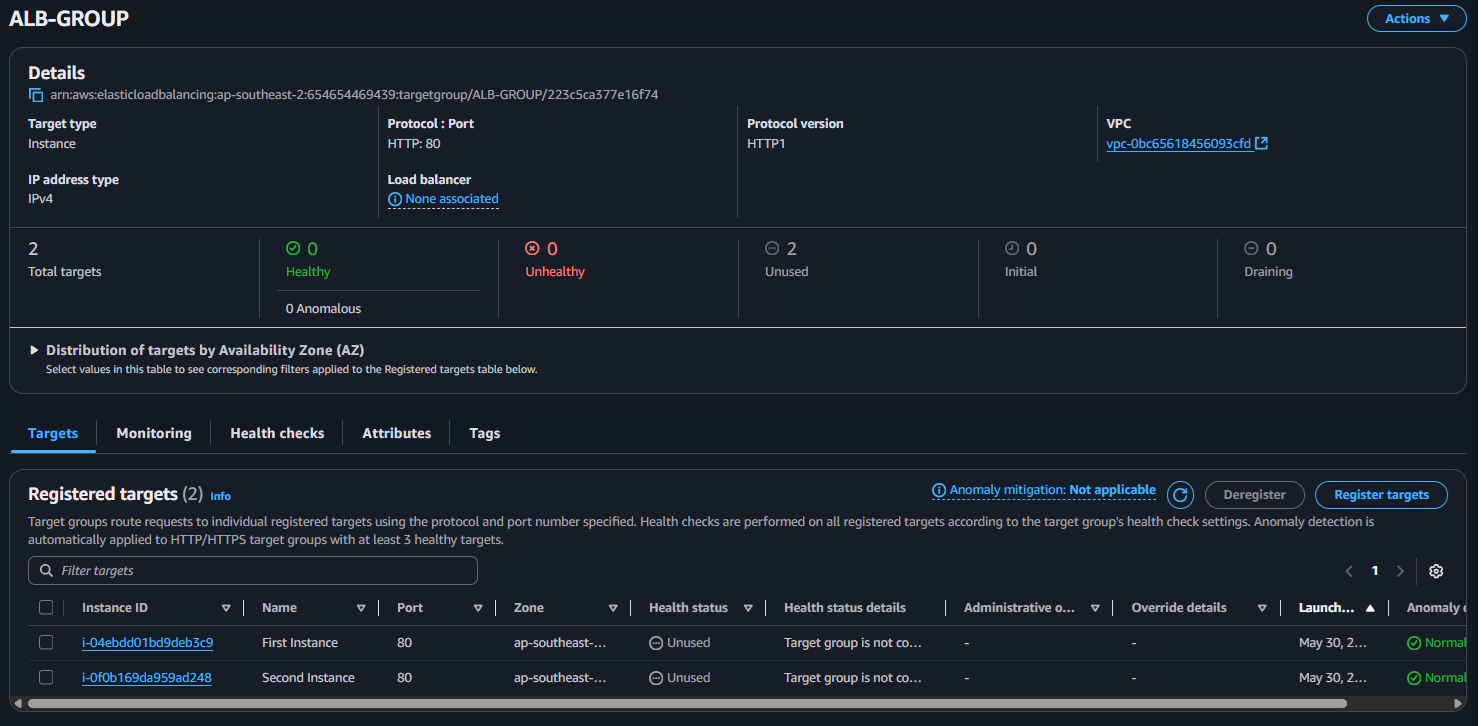 ALB-GROUP
Actions
Details
arn:aws:elasticloadbalancing:ap-southeast-2:654654469439:targetgroup/ALB-GROUP/223c5ca377e16f74
Target type
Instance
Protocol : Port
HTTP: 80
Protocol version
HTTP1
VPC
vpc-0bc65618456093cfd
IP address type
IPv4
Load balancer
None associated
2
Total targets
0
Healthy
0 Anomalous
0
Unhealthy
2
Unused
0
Initial
0
Draining
Distribution of targets by Availability Zone (AZ)
Select values in this table to see corresponding filters applied to the Registered targets table below.
Targets Monitoring Health checks Attributes Tags
Registered targets (2) Info
Anomaly mitigation: Not applicable
Deregister
Register targets
Target groups route requests to individual registered targets using the protocol and port number specified. Health checks are performed on all registered targets according to the target group's health check settings. Anomaly detection is
automatically applied to HTTP/HTTPS target groups with at least 3 healthy targets.
Filter targets
1
Instance ID Name Port Zone Health status Health status details Administrative o... Override details Launch... Anomaly
i-04ebdd01bd9deb3c9 First Instance 80 ap-southeast-... Unused Target group is not co... - - May 30, 2... Normal
i-0f0b169da959ad248 Second Instance 80 ap-southeast-... Unused Target group is not co... - - May 30, 2... Normal